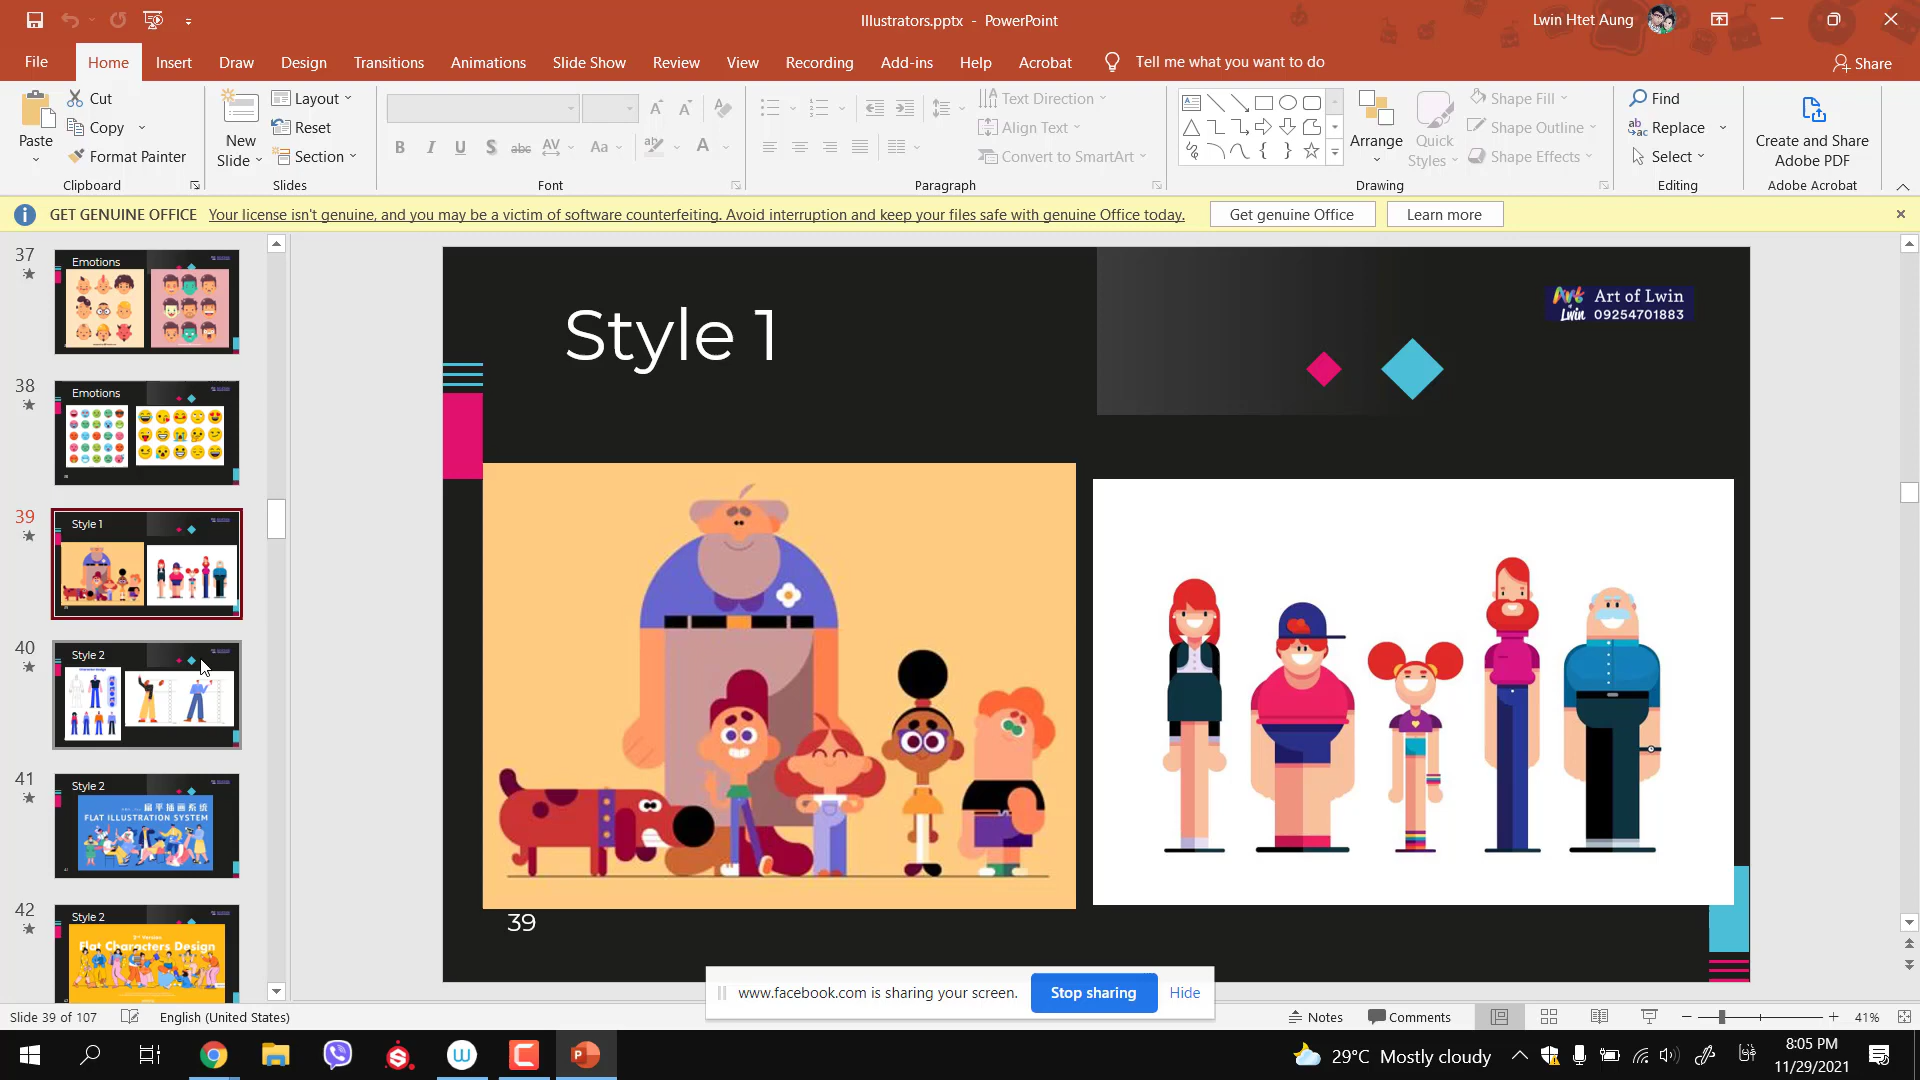 Illustrators.pptx - PowerPoint
Lwin Htet Aung
File
Home
Insert
Draw
Design
Transitions
Animations
Slide Show
Review
View
Recording
Add-ins
Help
Acrobat
Tell me what you want to do
Share
Paste
Cut
Copy
Format Painter
Clipboard
New Slide
Layout
Reset
Section
Slides
Font
Text Direction
Align Text
Convert to SmartArt
Paragraph
Arrange
Quick Styles
Shape Fill
Shape Outline
Shape Effects
Drawing
Find
Replace
Select
Editing
Create and Share
Adobe PDF
Adobe Acrobat
GET GENUINE OFFICE Your license isn't genuine, and you may be a victim of software counterfeiting. Avoid interruption and keep your files safe with genuine Office today.
Get genuine Office
Learn more
37
Emotions
38
Emotions
39
Style 1
40
Style 2
41
Style 2
扁平插画系统
FLAT ILLUSTRATION SYSTEM
42
Style 2
Flat Characters Design
Style 1
Art Lwin
Art of Lwin
09254701883
39
www.facebook.com is sharing your screen.
Stop sharing
Hide
Slide 39 of 107
English (United States)
Notes
Comments
41%
29°C Mostly cloudy
8:05 PM
11/29/2021